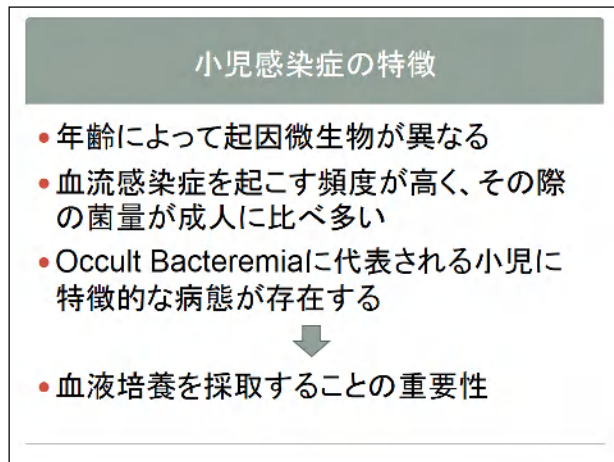 小児感染症の特徴
•年齢によって起因微生物が異なる
•血流感染症を起こす頻度が高く、その際
の菌量が成人に比べ多い
•Occult Bacteremiaに代表される小児に
特徴的な病態が存在する
•血液培養を採取することの重要性